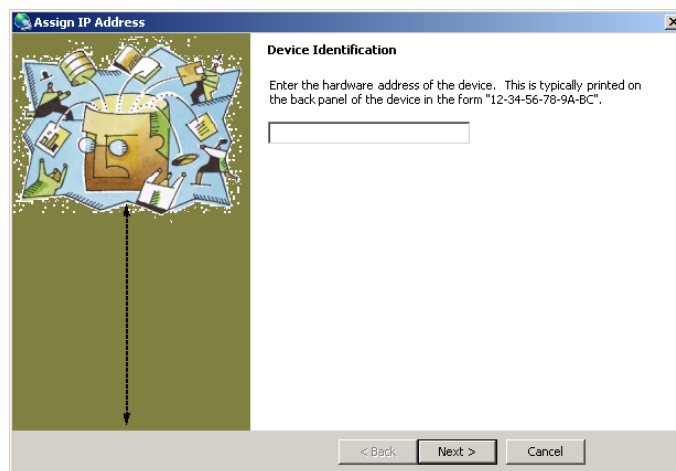 Assign IP Address
Device Identification
Enter the hardware address of the device. This is typically printed on
the back panel of the device in the form "12-34-56-78-9A-BC".
< Back Next > Cancel